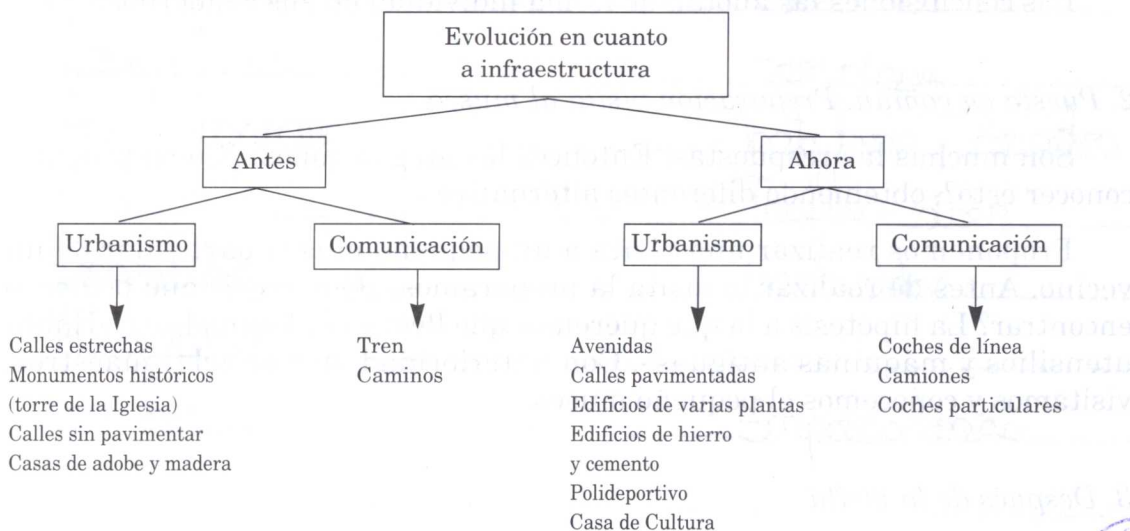 Evolución en cuanto
a infraestructura
Antes
Ahora
Urbanismo
Comunicación
Urbanismo
Comunicación
Calles estrechas
Monumentos históricos
(torre de la Iglesia)
Calles sin pavimentar
Casas de adobe y madera
Tren
Caminos
Avenidas
Calles pavimentadas
Edificios de varias plantas
Edificios de hierro
y cemento
Polideportivo
Casa de Cultura
Coches de línea
Camiones
Coches particulares